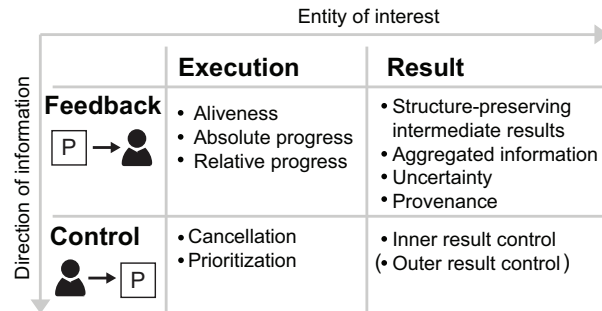 Entity of interest
Direction of information
Execution
Result
Feedback
P
• Aliveness
• Absolute progress
• Relative progress
• Structure-preserving
intermediate results
• Aggregated information
• Uncertainty
• Provenance
Control
P
• Cancellation
• Prioritization
• Inner result control
(• Outer result control)